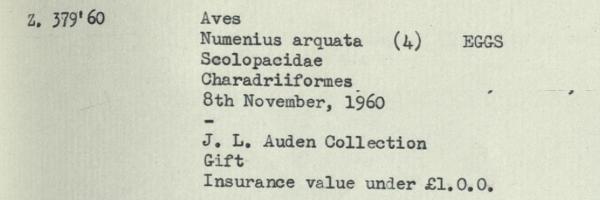 Z. 379'60 Aves
Numenius arquata (4) EGGS
Scolopacidae
Charadriiformes
8th November, 1960
-
J. L. Auden Collection
Gift
Insurance value under £1.0.0.